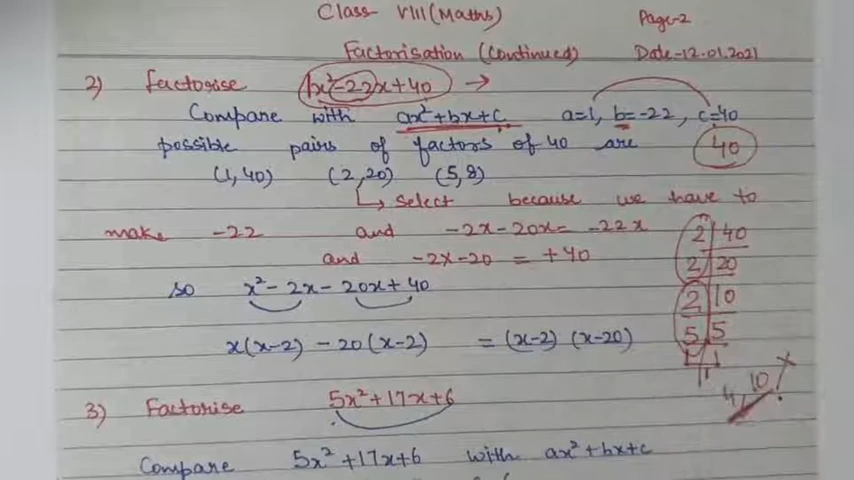 Class VIII (Maths) Page-2
Factorisation (Continued) Date-12.01.2021
2) Factorise x²-22x+40 →
Compare with ax²+bx+c a=1, b=-22, c=40
possible pairs of factors of 40 are 40
(1,40) (2,20) (5,8)
↳ Select because we have to
make -22 and -2x-20x= -22x 2|40
and -2x-20 = +40 2|20
so x²-2x-20x+40 2|10
x(x-2) -20(x-2) =(x-2) (x-20) 5|5
1
4, 10
3) Factorise 5x²+17x+6
Compare 5x²+17x+6 with ax²+bx+c